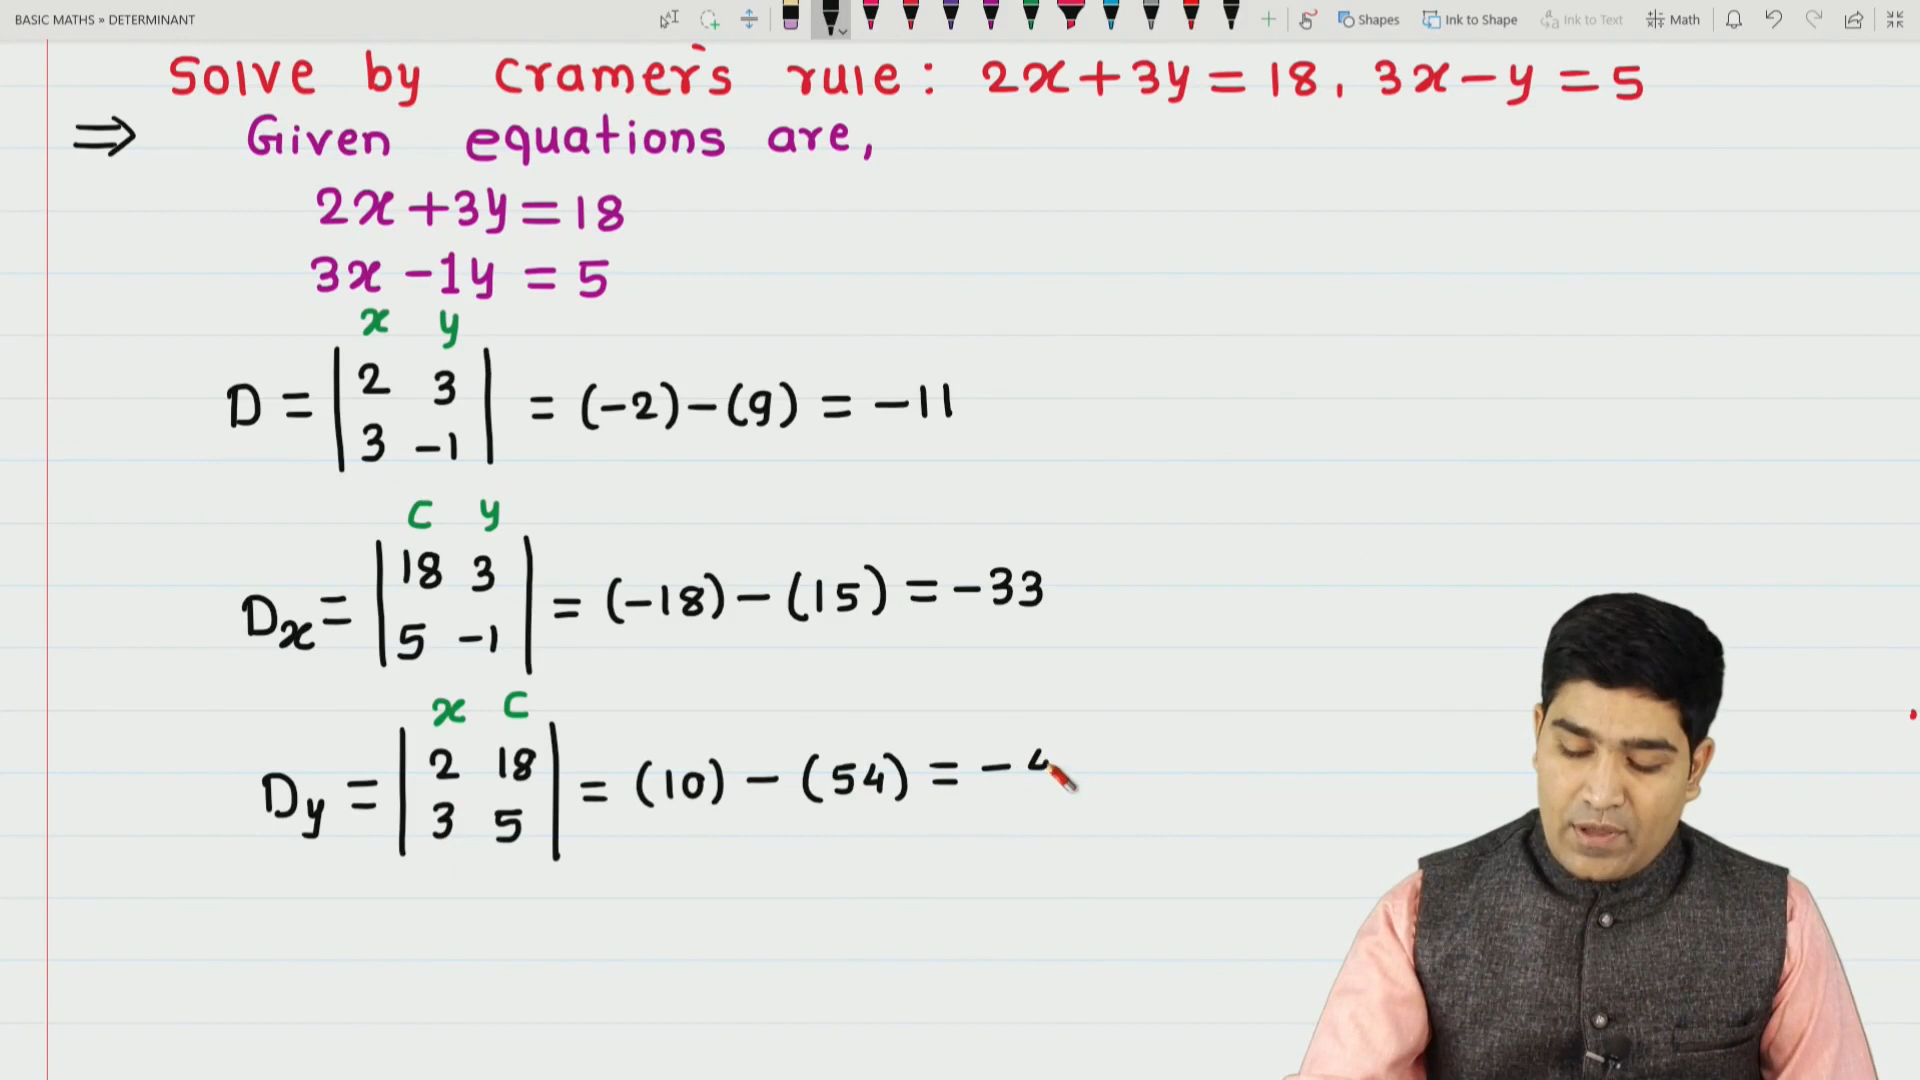 BASIC MATHS » DETERMINANT
Shapes Ink to Shape Ink to Text Math
Solve by Cramer's rule: 2x+3y=18, 3x-y=5
⇒ Given equations are,
2x+3y=18
3x-1y=5
x y
D = | 2 3 | = (-2)-(9) = -11
3 -1
c y
Dx = | 18 3 | = (-18)-(15) = -33
5 -1
x c
Dy = | 2 18 | = (10)-(54) = -4
3 5